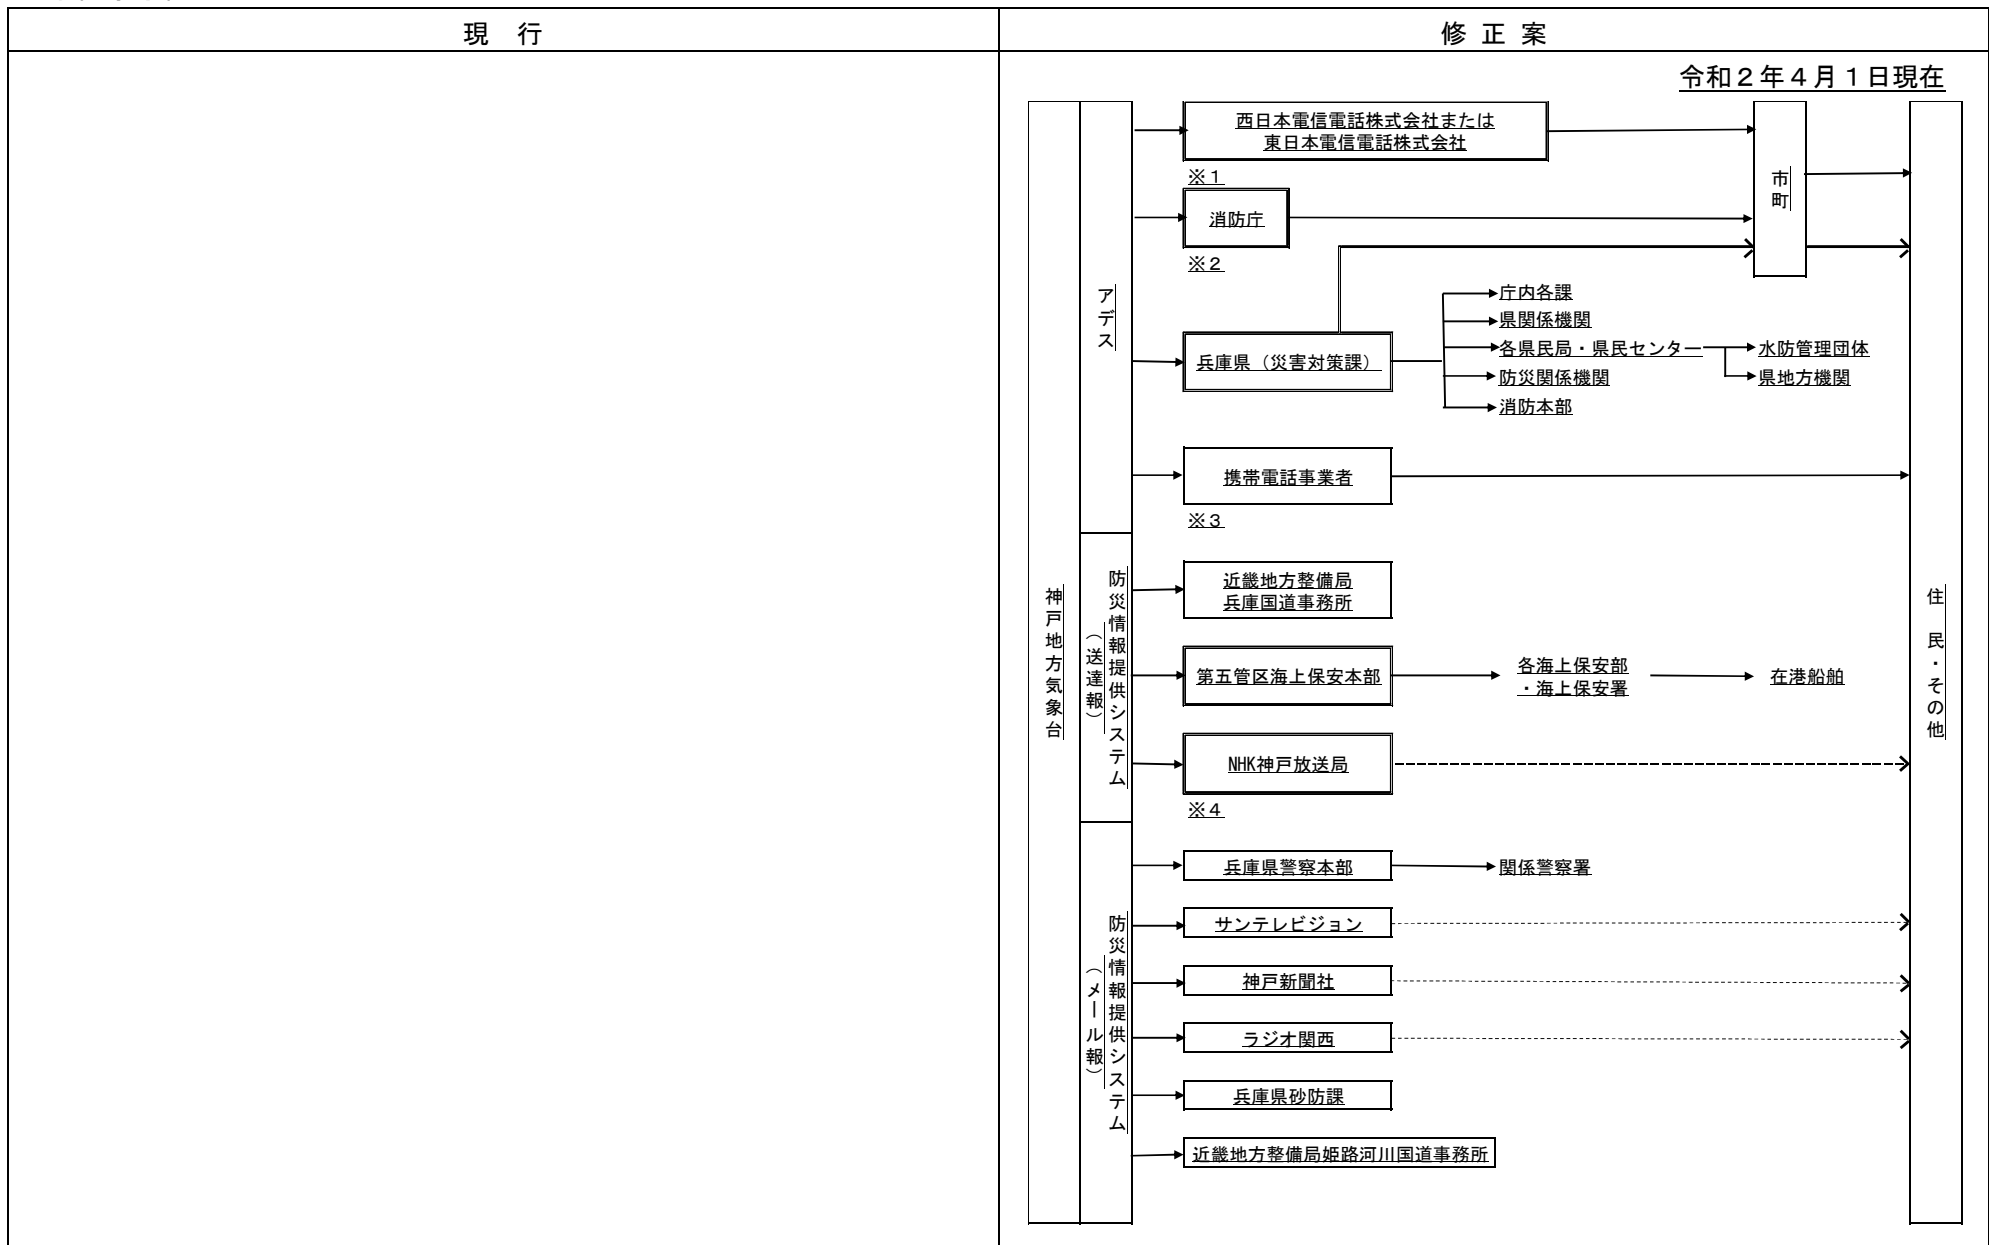 現　行
修 正 案
令和２年４月１日現在
西日本電信電話株式会社または
東日本電信電話株式会社
※１
消防庁
※２
市町
アデス
庁内各課
県関係機関
兵庫県（災害対策課）
各県民局・県民センター
水防管理団体
防災関係機関
県地方機関
消防本部
携帯電話事業者
※３
神戸地方気象台
防災情報提供システム
（送達報）
近畿地方整備局
兵庫国道事務所
住　民・その他
第五管区海上保安本部
各海上保安部
・海上保安署
在港船舶
NHK神戸放送局
※４
兵庫県警察本部
関係警察署
防災情報提供システム
（メール報）
サンテレビジョン
神戸新聞社
ラジオ関西
兵庫県砂防課
近畿地方整備局姫路河川国道事務所